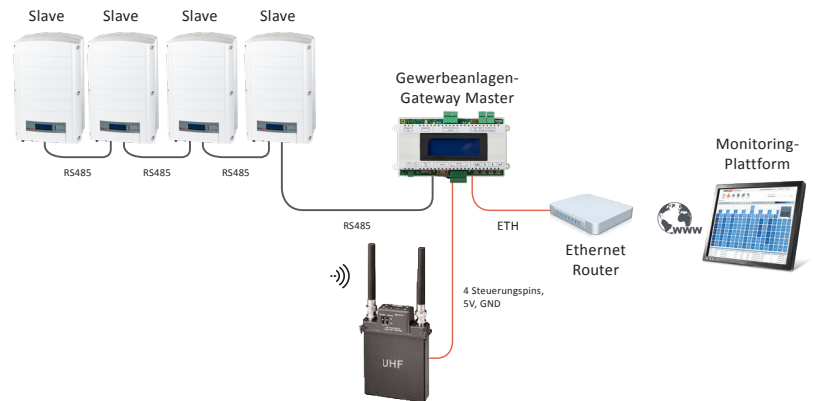 Slave
Slave
Slave
Slave
Gewerbeanlagen-
Gateway Master
Monitoring-
Plattform
RS485
RS485
RS485
RS485
ETH
www
Ethernet
Router
4 Steuerungspins,
5V, GND
UHF